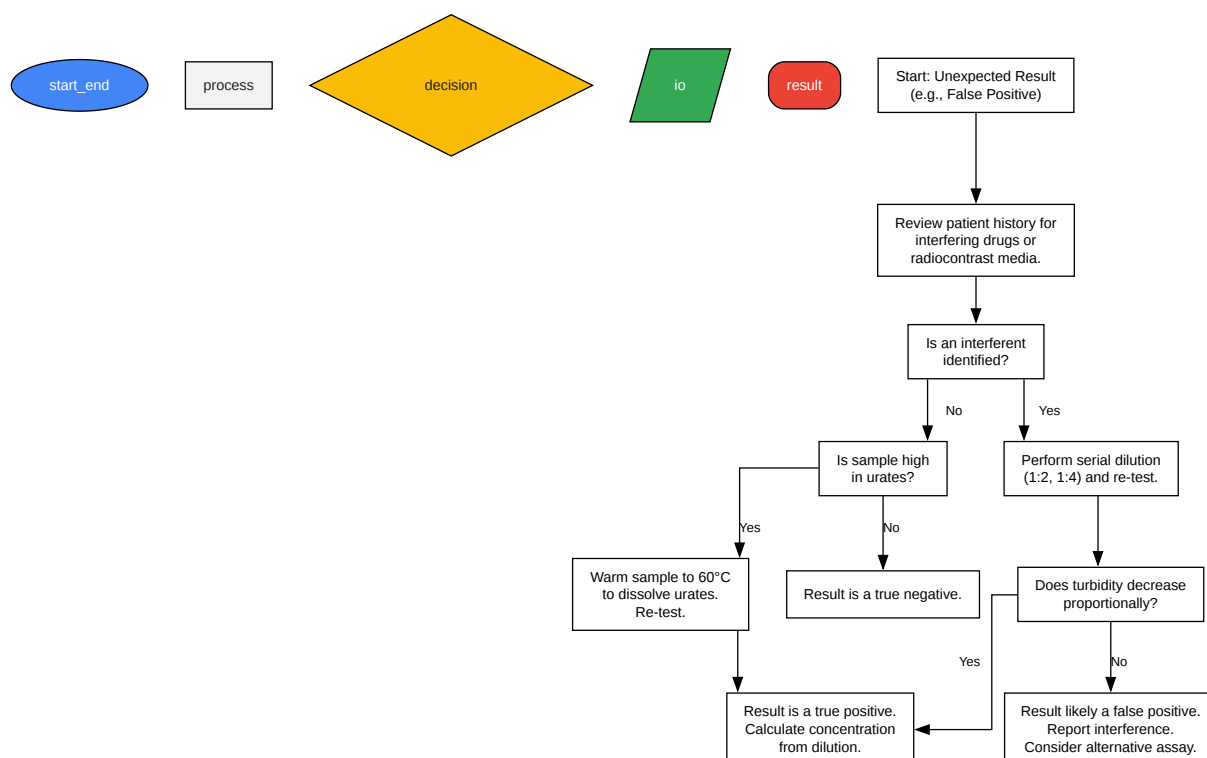 start_end
process
decision
io
result
Start: Unexpected Result
(e.g., False Positive)
Review patient history for
interfering drugs or
radiocontrast media.
Is an interferent
identified?
No
Yes
Is sample high
in urates?
Perform serial dilution
(1:2, 1:4) and re-test.
Yes
No
Warm sample to 60°C
to dissolve urates.
Re-test.
Result is a true negative.
Does turbidity decrease
proportionally?
Yes
No
Result is a true positive.
Calculate concentration
from dilution.
Result likely a false positive.
Report interference.
Consider alternative assay.